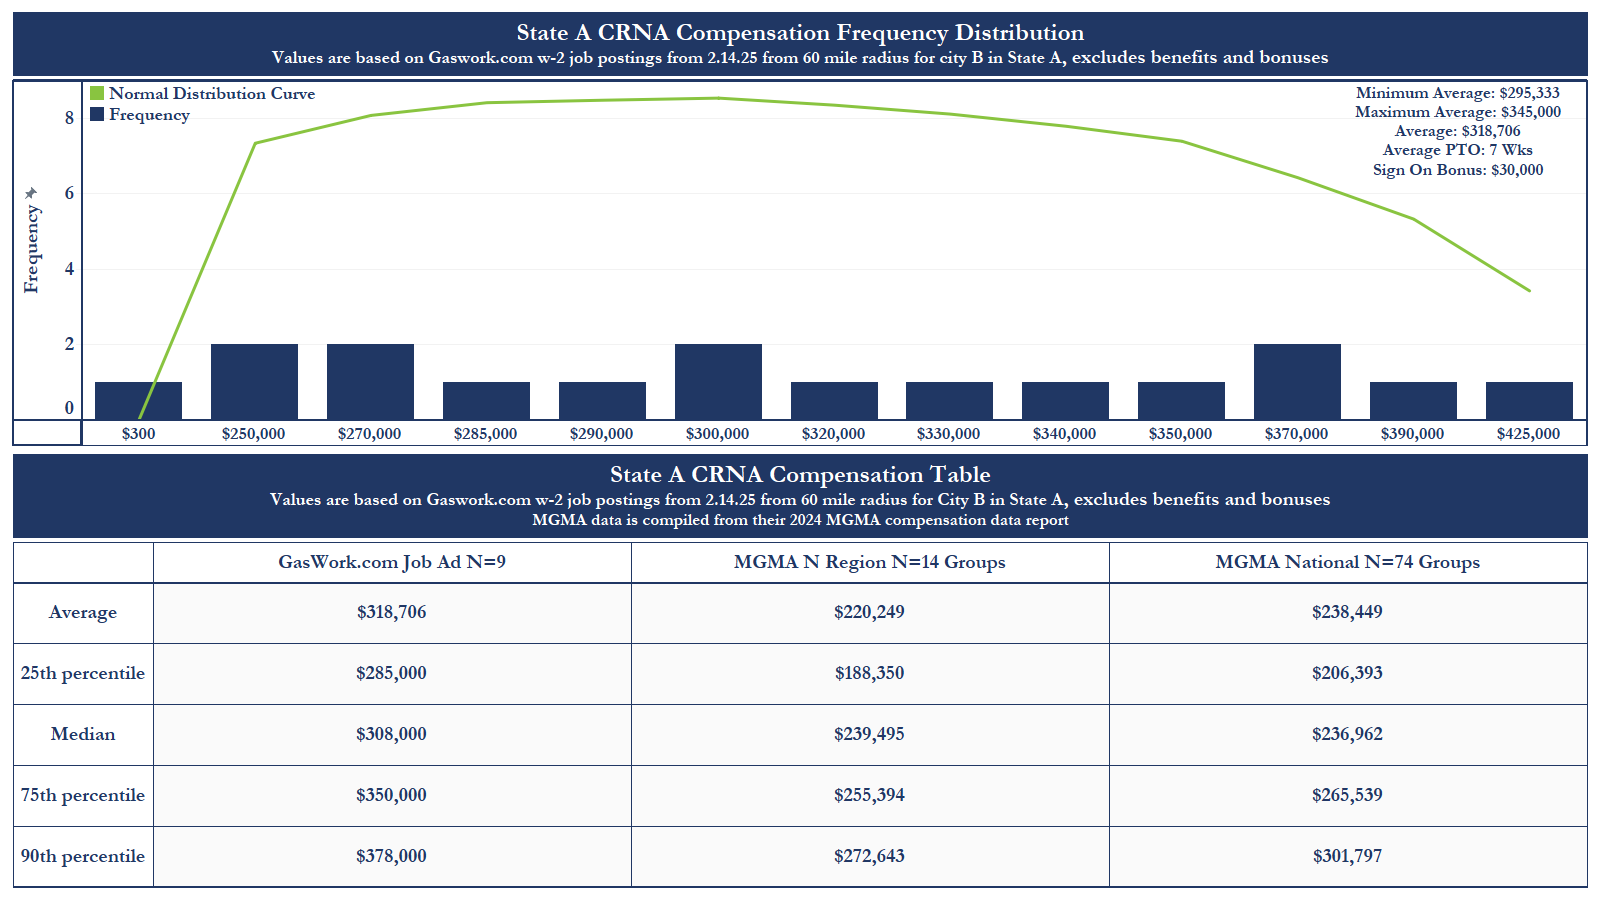 State A CRNA Compensation Frequency Distribution
Values are based on Gaswork.com w-2 job postings from 2.14.25 from 60 mile radius for city B in State A, excludes benefits and bonuses
Normal Distribution Curve
Frequency
Minimum Average: $295,333
Maximum Average: $345,000
Average: $318,706
Average PTO: 7 Wks
Sign On Bonus: $30,000
Frequency
8
6
4
2
0
$300 $250,000 $270,000 $285,000 $290,000 $300,000 $320,000 $330,000 $340,000 $350,000 $370,000 $390,000 $425,000
State A CRNA Compensation Table
Values are based on Gaswork.com w-2 job postings from 2.14.25 from 60 mile radius for City B in State A, excludes benefits and bonuses
MGMA data is compiled from their 2024 MGMA compensation data report
GasWork.com Job Ad N=9 MGMA N Region N=14 Groups MGMA National N=74 Groups
Average $318,706 $220,249 $238,449
25th percentile $285,000 $188,350 $206,393
Median $308,000 $239,495 $236,962
75th percentile $350,000 $255,394 $265,539
90th percentile $378,000 $272,643 $301,797